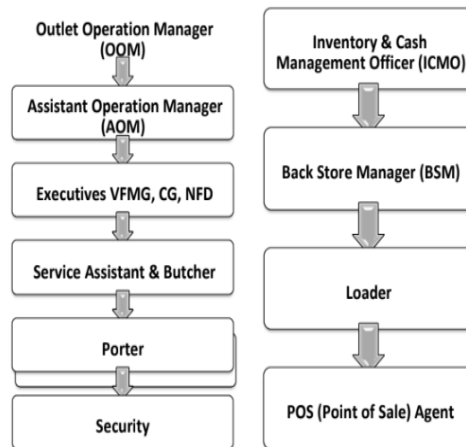 Outlet Operation Manager
(OOM)
Assistant Operation Manager
(AOM)
Executives VFMG, CG, NFD
Service Assistant & Butcher
Porter
Security
Inventory & Cash
Management Officer (ICMO)
Back Store Manager (BSM)
Loader
POS (Point of Sale) Agent